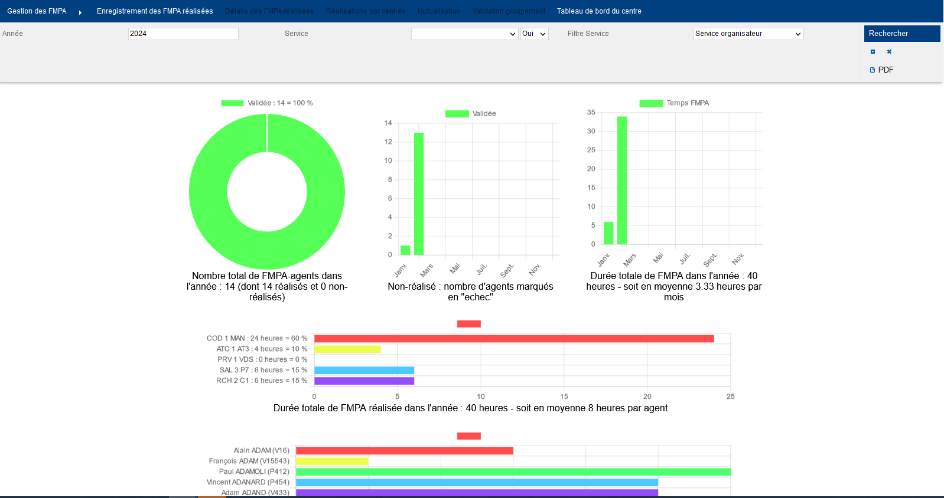 Gestion des FMPA Enregistrement des FMPA réalisées Détails des FMPA réalisées Réalisations par centres Mutualisation Validation groupement Tableau de bord du centre
Année 2024 Service Oui Filtre Service Service organisateur Rechercher
PDF
Validée : 14 = 100 %
Nombre total de FMPA-agents dans
l'année : 14 (dont 14 réalisés et 0 non-
réalisés)
Validée
14
12
10
8
6
4
2
0
Janv. Mars Mai Juil. Sept. Nov.
Non-réalisé : nombre d'agents marqués
en "echec"
Temps FMPA
35
30
25
20
15
10
5
0
Janv. Mars Mai Juil. Sept. Nov.
Durée totale de FMPA dans l'année : 40
heures - soit en moyenne 3.33 heures par
mois
COD 1 MAN : 24 heures = 60 %
ATC 1 AT3 : 4 heures = 10 %
PRV 1 VDS : 0 heures = 0 %
SAL 3 P7 : 6 heures = 15 %
RCH 2 C1 : 6 heures = 15 %
0 5 10 15 20 25
Durée totale de FMPA réalisée dans l'année : 40 heures - soit en moyenne 8 heures par agent
Alain ADAM (V16)
François ADAM (V15543)
Paul ADAMOLI (P412)
Vincent ADANARD (P454)
Adam ADAND (V433)